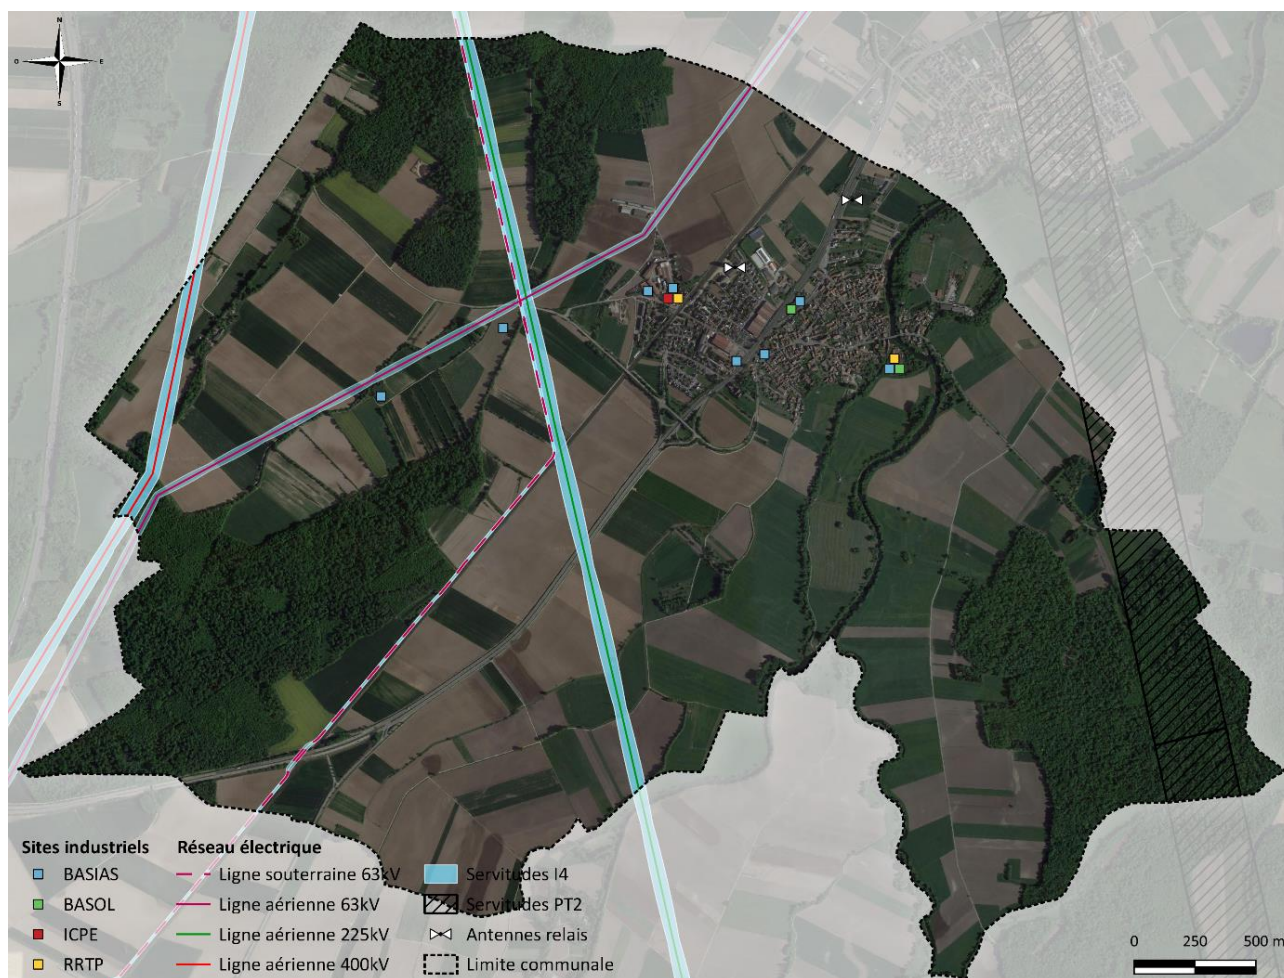 N
O
E
S
Sites industriels
BASIAS
BASOL
ICPE
RRTP
Réseau électrique
Ligne souterraine 63kV
Ligne aérienne 63kV
Ligne aérienne 225kV
Ligne aérienne 400kV
Servitudes I4
Servitudes PT2
Antennes relais
Limite communale
0 250 500 m